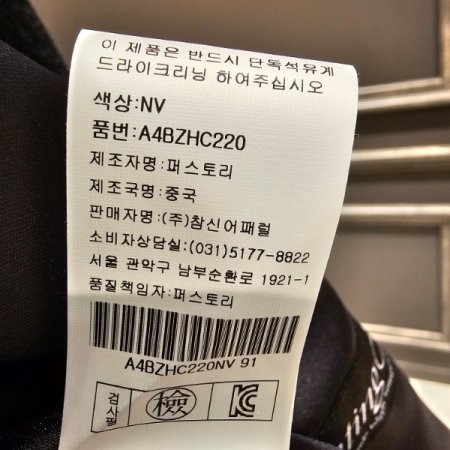 이 제품은 반드시 단독석유계
드라이크리닝 하여주십시오
색상:NV
품번:A4BZHC220
제조자명:퍼스토리
제조국명:중국
판매자명:(주)참신어패럴
소비자상담실:(031)5177-8822
서울 관악구 남부순환로 1921-1
품질책임자:퍼스토리
A4BZHC220NV 91
검사필
檢
KC